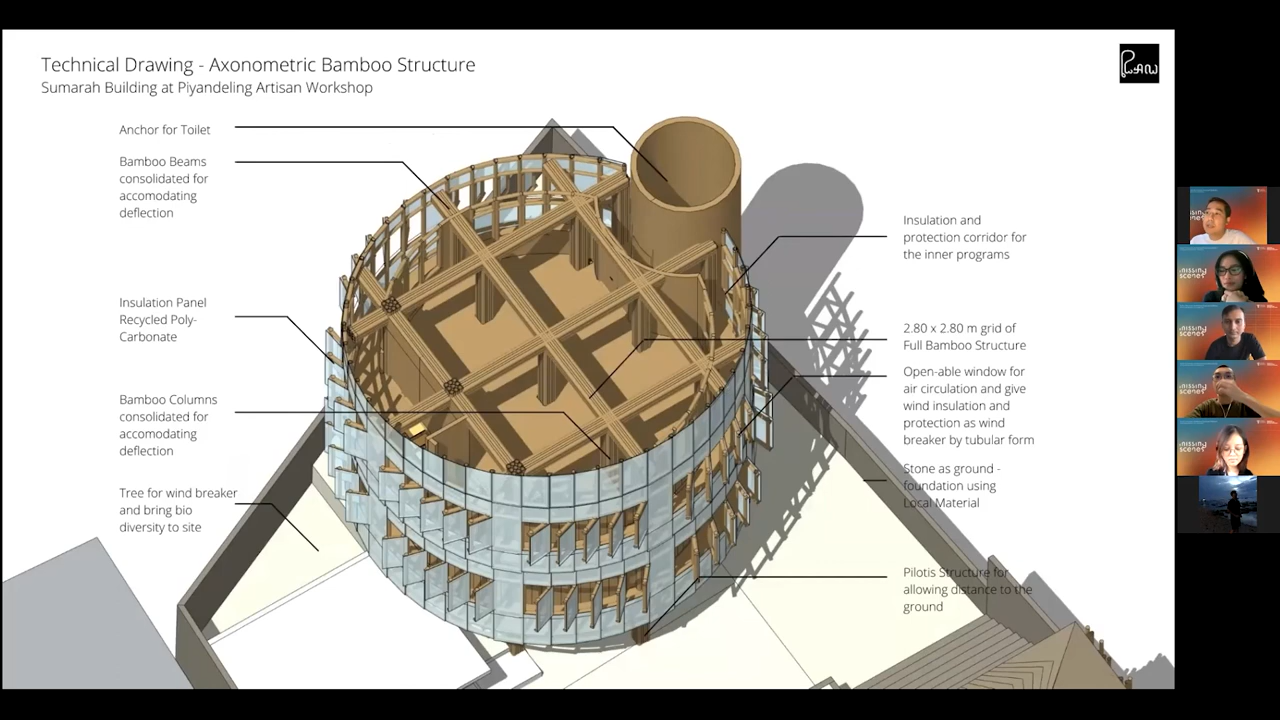 Technical Drawing - Axonometric Bamboo Structure
Sumarah Building at Piyandeling Artisan Workshop
Anchor for Toilet
Bamboo Beams
consolidated for
accomodating
deflection
Insulation Panel
Recycled Poly-
Carbonate
Bamboo Columns
consolidated for
accomodating
deflection
Tree for wind breaker
and bring bio
diversity to site
Insulation and
protection corridor for
the inner programs
2.80 x 2.80 m grid of
Full Bamboo Structure
Open-able window for
air circulation and give
wind insulation and
protection as wind
breaker by tubular form
Stone as ground -
foundation using
Local Material
Pilotis Structure for
allowing distance to the
ground